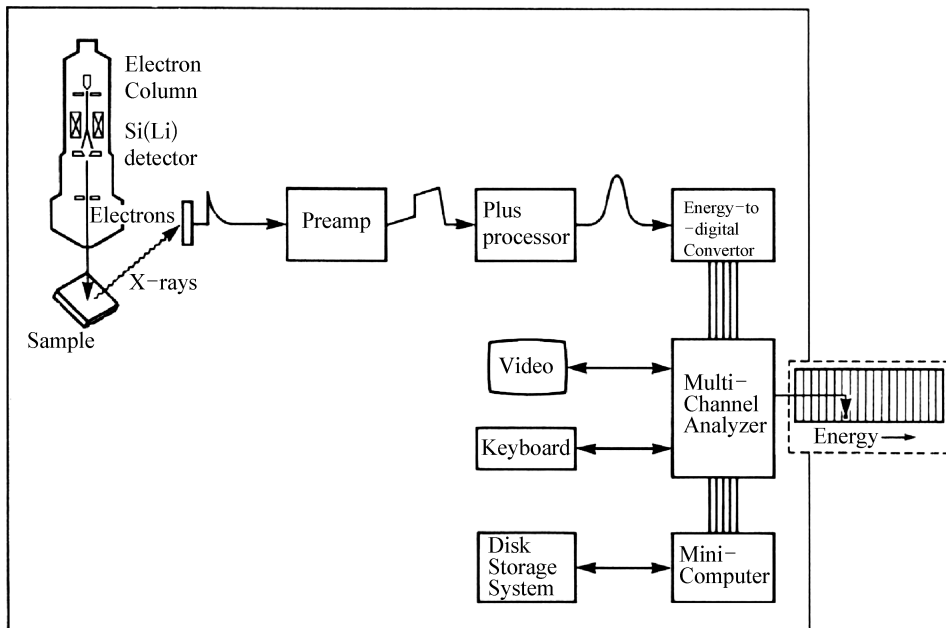 Electron
Column
Si(Li)
detector
Electrons
X-rays
Sample
Preamp
Plus
processor
Energy-to
-digital
Convertor
Video
Keyboard
Multi-
Channel
Analyzer
Energy
Disk
Storage
System
Mini-
Computer